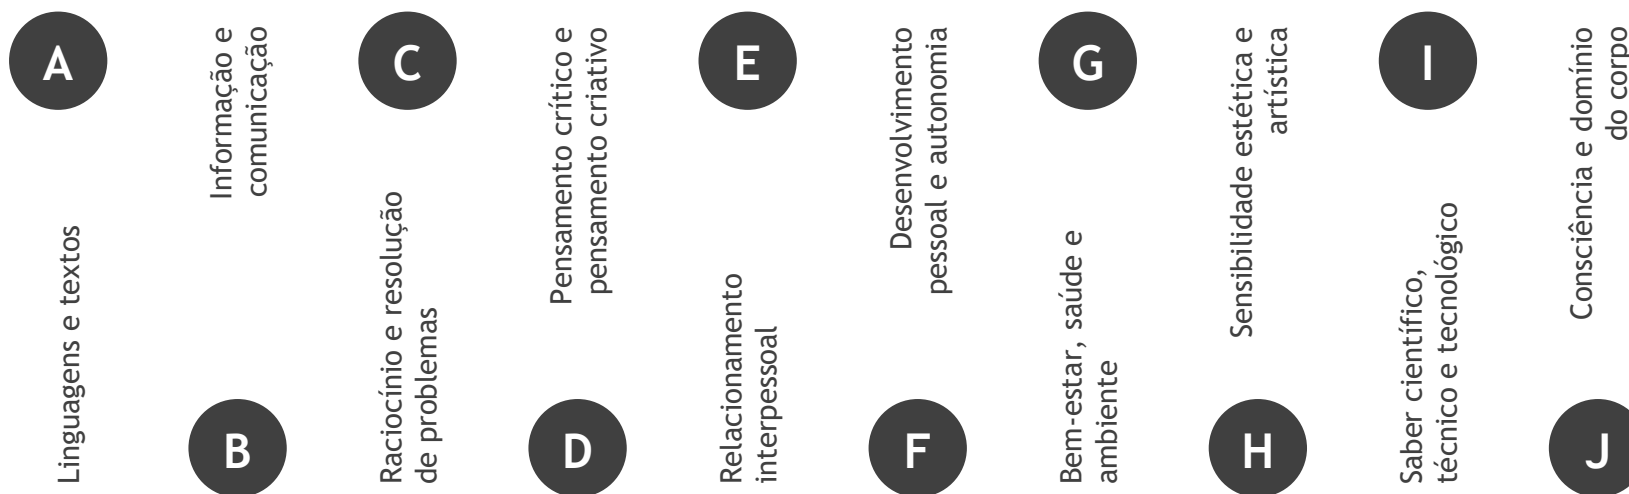 A
Linguagens e textos
Informação e
comunicação
B
C
Raciocínio e resolução
de problemas
Pensamento crítico e
pensamento criativo
D
E
Relacionamento
interpessoal
Desenvolvimento
pessoal e autonomia
F
G
Bem-estar, saúde e
ambiente
Sensibilidade estética e
artística
H
I
Saber científico,
técnico e tecnológico
Consciência e domínio
do corpo
J